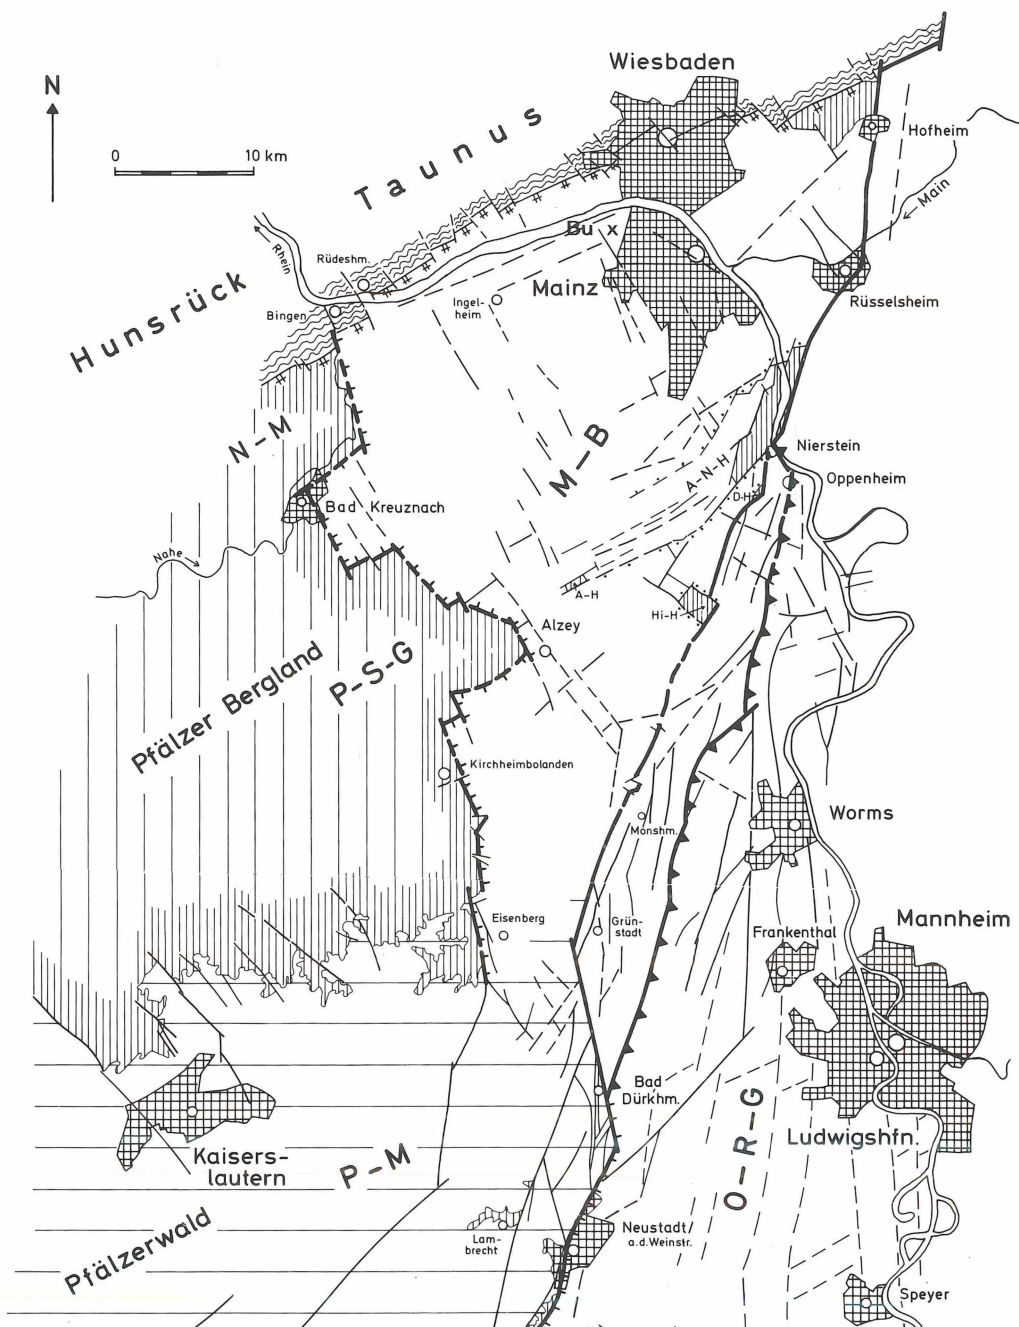 Wiesbaden
N
Taunus
0 10 km
Hofheim
Main
Rhein
Bu x
Rüdeshm.
Mainz
Rüsselsheim
Hunsrück
Bingen
Ingel-
heim
N-M
M-B
Nierstein
A-N-H
Oppenheim
D-H
Bad Kreuznach
Nahe
A-H
Hi-H
Alzey
Pfälzer Bergland
P-S-G
Kirchheimbolanden
Monshm.
Worms
Eisenberg
Grün-
stadt
Frankenthal
Mannheim
Bad
Dürkhm.
O-R-G
Ludwigshfn.
Kaisers-
lautern
P-M
Pfälzerwald
Lam-
brecht
Neustadt/
a.d.Weinstr.
Speyer